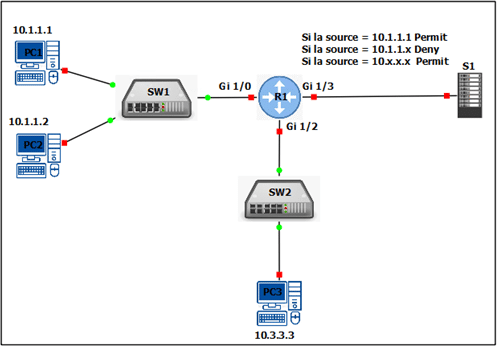 10.1.1.1
Si la source = 10.1.1.1 Permit
Si la source = 10.1.1.x Deny
Si la source = 10.x.x.x Permit
PC1
S1
SW1
Gi 1/0
R1
Gi 1/3
10.1.1.2
Gi 1/2
PC2
SW2
PC3
10.3.3.3